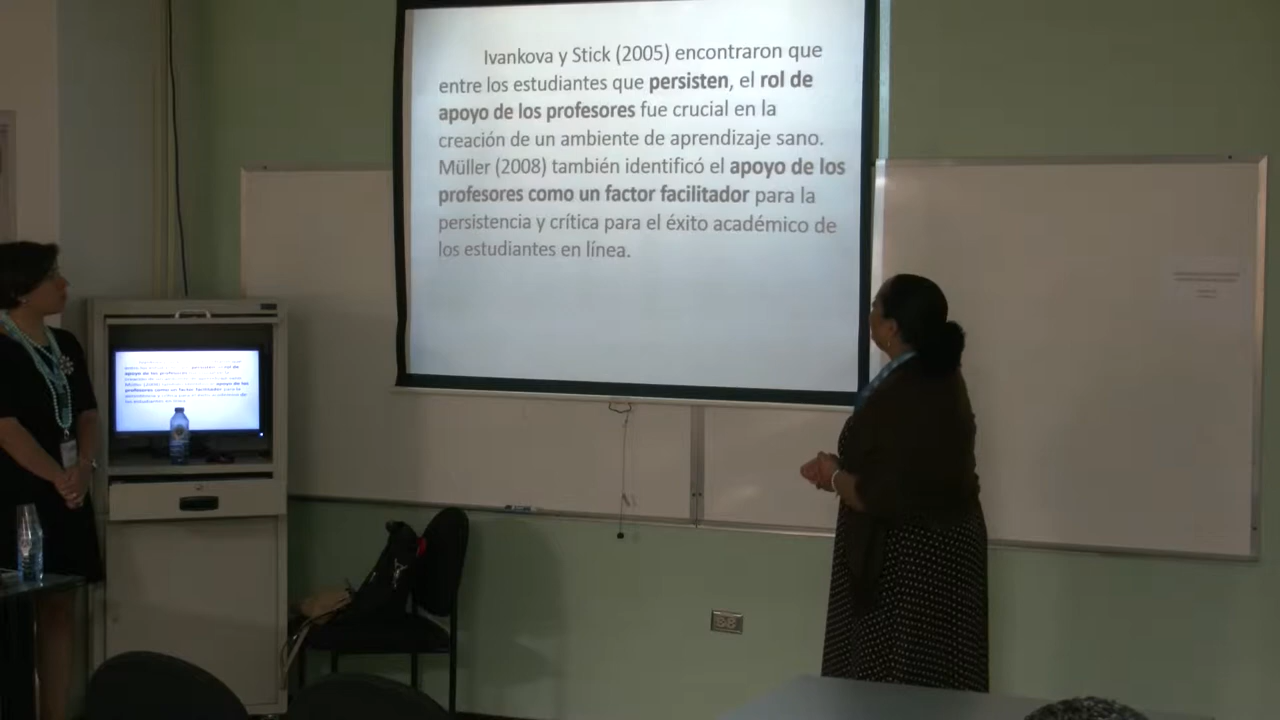 Ivankova y Stick (2005) encontraron que
entre los estudiantes que persisten, el rol de
apoyo de los profesores fue crucial en la
creación de un ambiente de aprendizaje sano.
Müller (2008) también identificó el apoyo de los
profesores como un factor facilitador para la
persistencia y crítica para el éxito académico de
los estudiantes en línea.